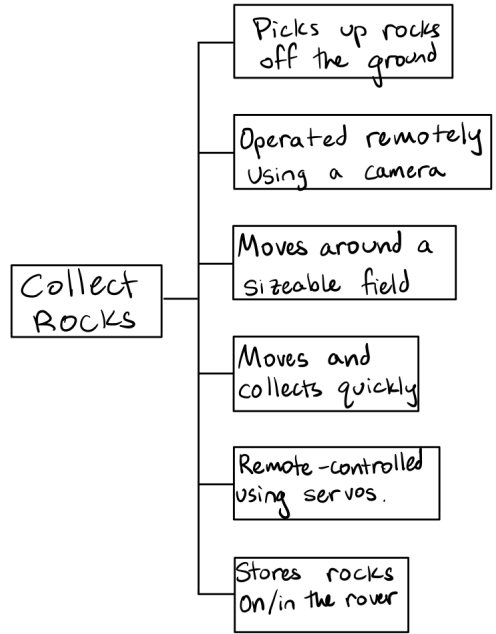 Picks up rocks
off the ground
Operated remotely
using a camera
Moves around a
sizeable field
Collect
Rocks
Moves and
collects quickly
Remote-controlled
using servos.
Stores rocks
On/in the rover